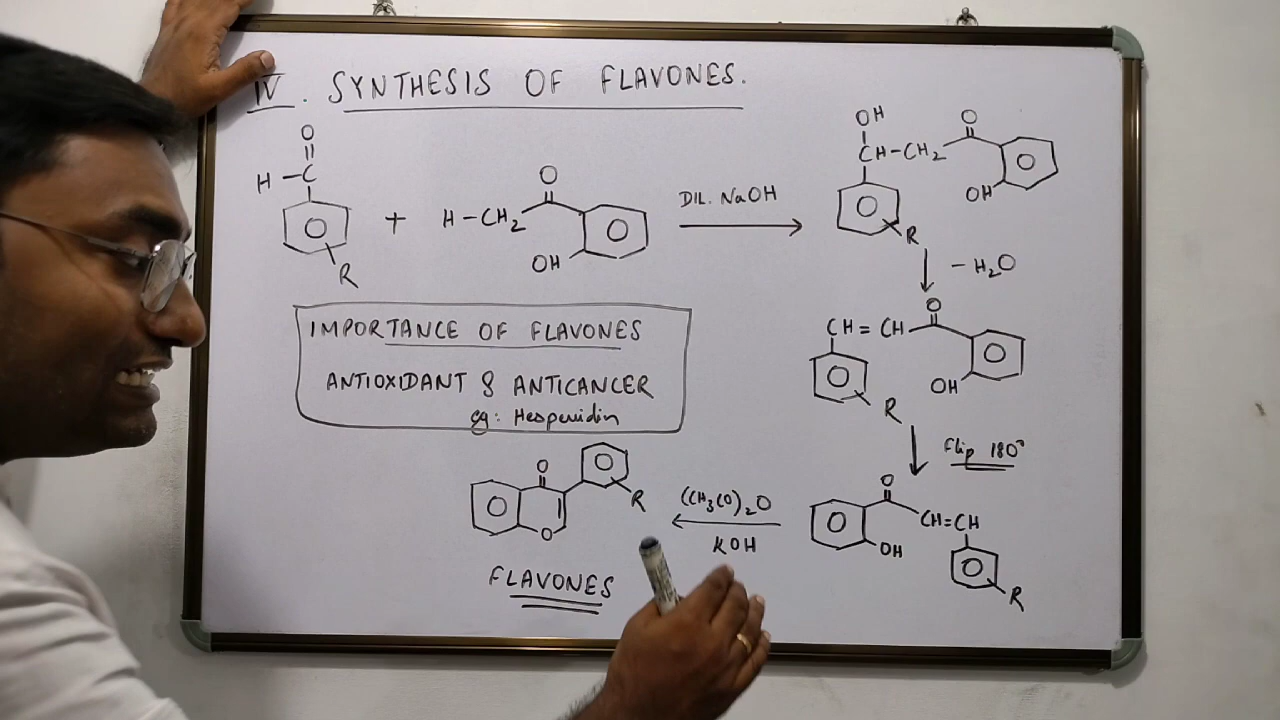 IV. SYNTHESIS OF FLAVONES.
O
H-C
R
+
H-CH2
O
OH
DIL. NaOH
OH
CH-CH2
O
OH
R
-H2O
CH=CH
O
OH
R
Flip 180°
O
CH=CH
OH
R
(CH3CO)2O
KOH
O
R
O
FLAVONES
IMPORTANCE OF FLAVONES
ANTIOXIDANT & ANTICANCER
eg: Hesperidin